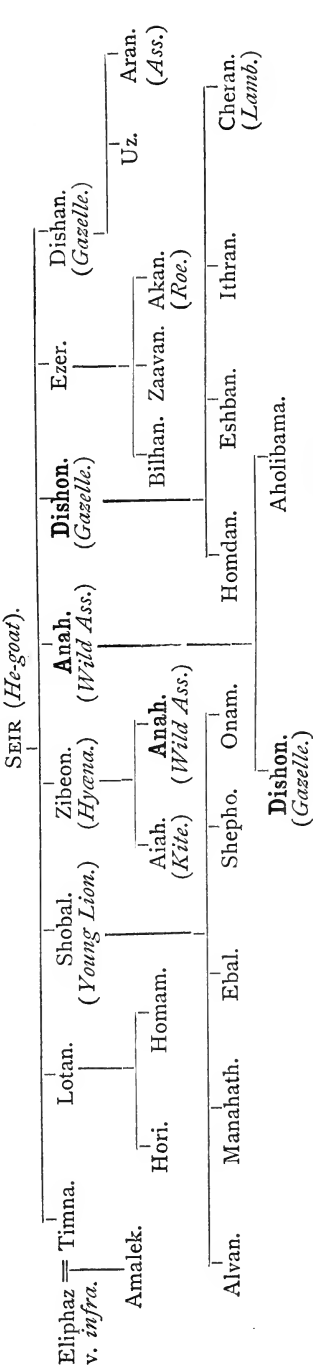 SEIR (He-goat).
Eliphaz = Timna. Lotan. Shobal. Zibeon. Anah. Dishon. Ezer. Dishan.
v. infra. (Young Lion.) (Hyæna.) (Wild Ass.) (Gazelle.) (Gazelle.)
Amalek. Hori. Homam. Aiah. Anah. Bilhan. Zaavan. Akan. Uz. Aran.
(Kite.) (Wild Ass.) (Roe.) (Ass.)
Alvan. Manahath. Ebal. Shepho. Onam. Homdan. Eshban. Ithran. Cheran.
(Lamb.)
Dishon. Aholibama.
(Gazelle.)